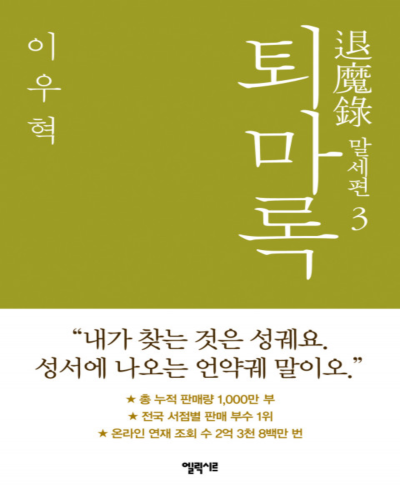 이우혁
退魔錄
퇴마록
말세편 3
“내가 찾는 것은 성궤요.
성서에 나오는 언약궤 말이오.”
★ 총 누적 판매량 1,000만 부
★ 전국 서점별 판매 부수 1위
★ 온라인 연재 조회 수 2억 3천 8백만 번
엘릭시르